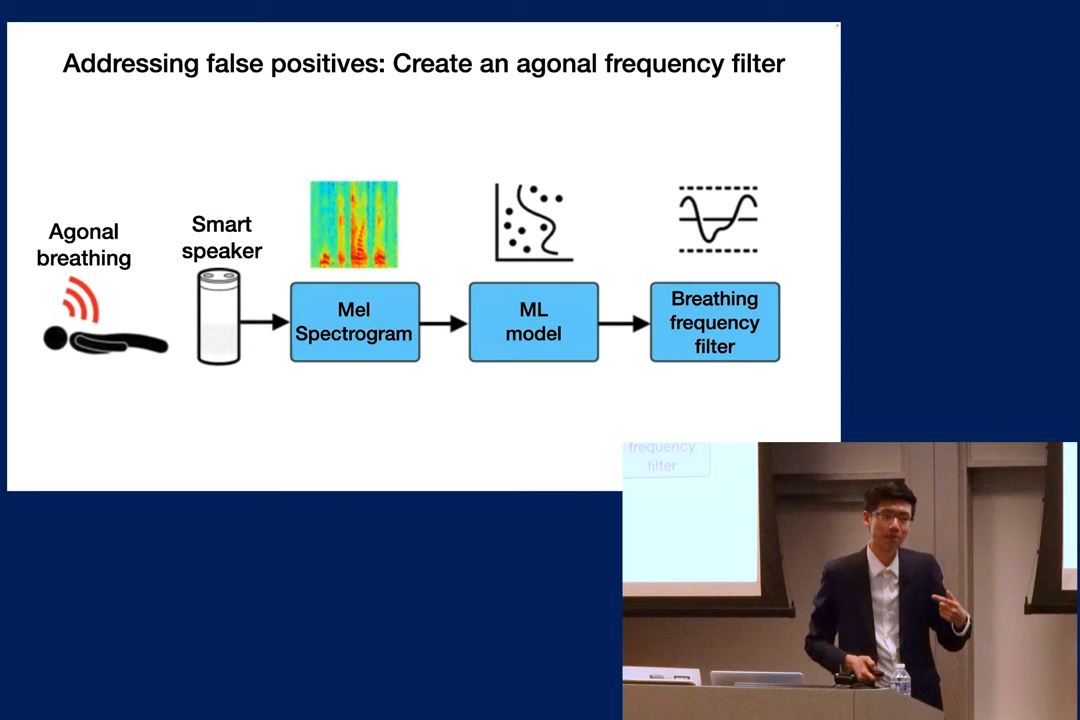 Addressing false positives: Create an agonal frequency filter
Agonal
breathing
Smart
speaker
Mel
Spectrogram
ML
model
Breathing
frequency
filter
frequency
filter